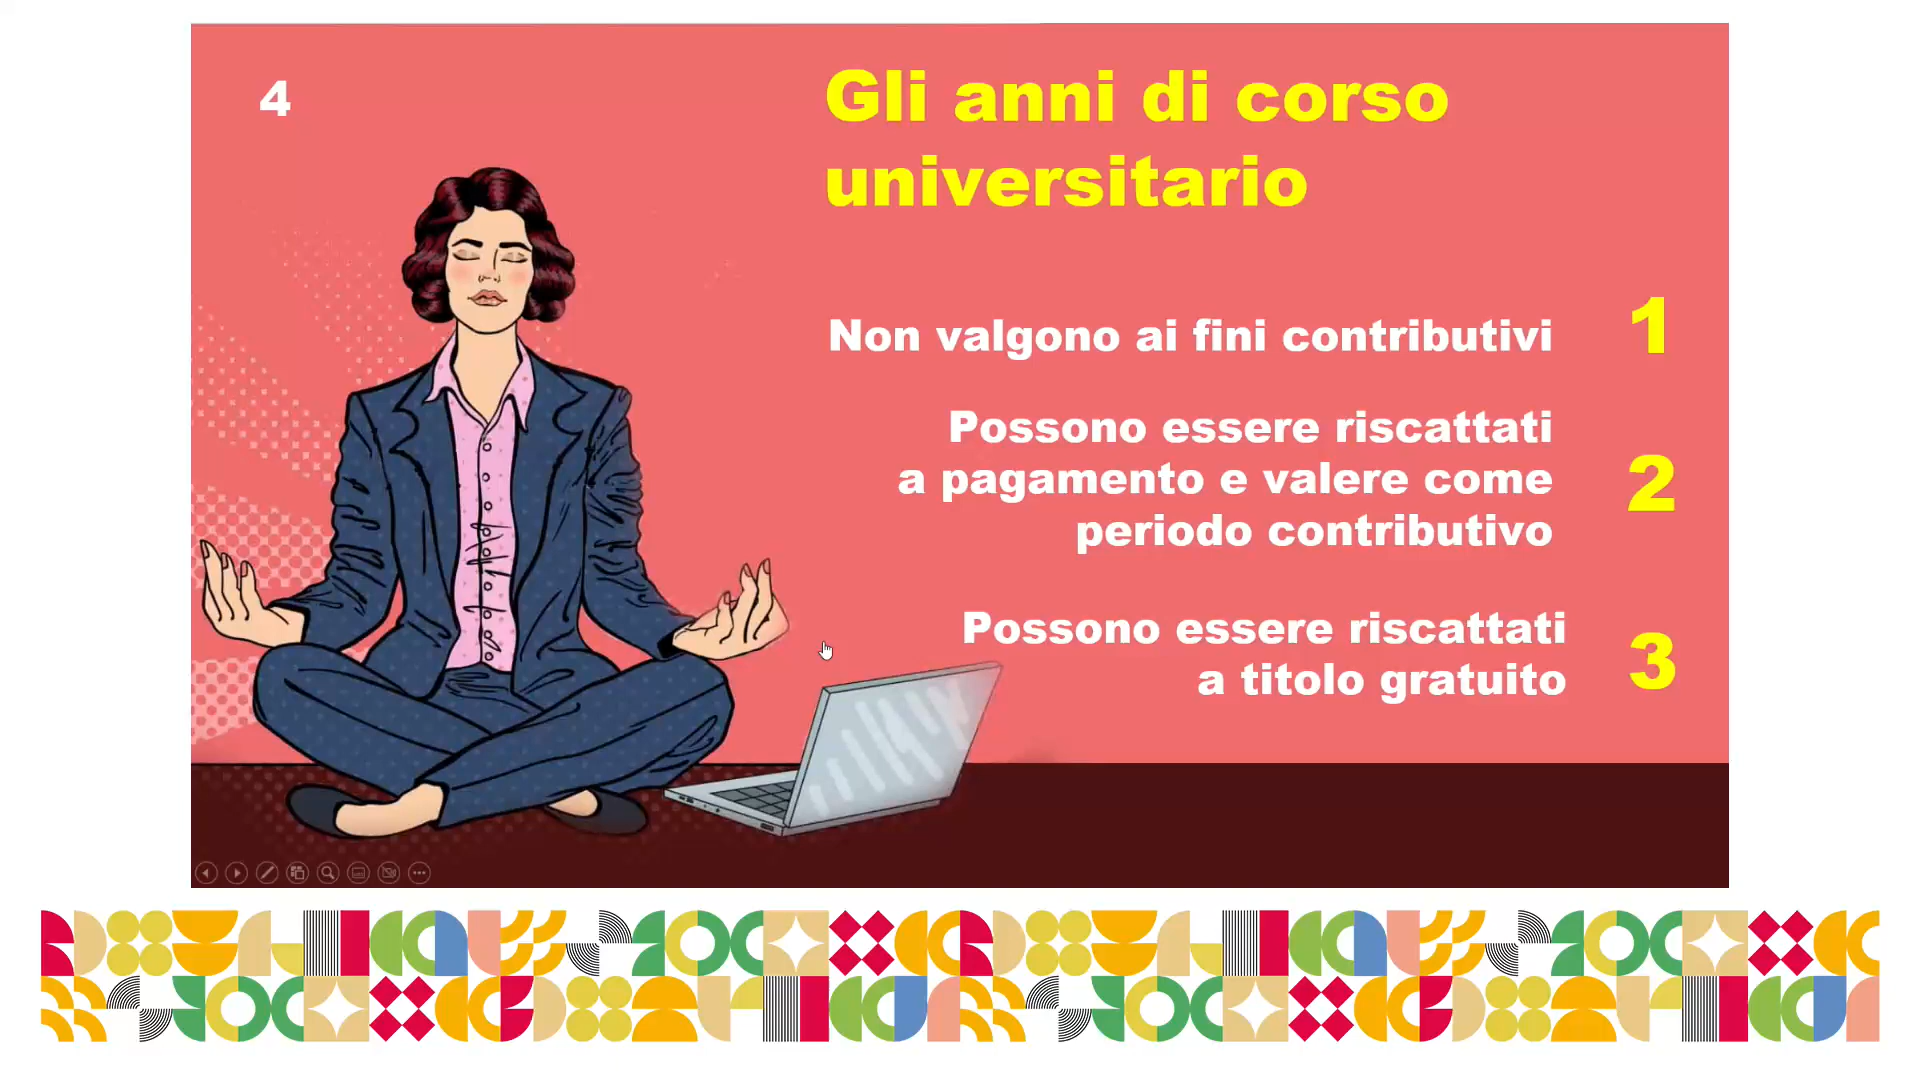 4
Gli anni di corso
universitario
Non valgono ai fini contributivi
1
Possono essere riscattati
a pagamento e valere come
periodo contributivo
2
Possono essere riscattati
a titolo gratuito
3